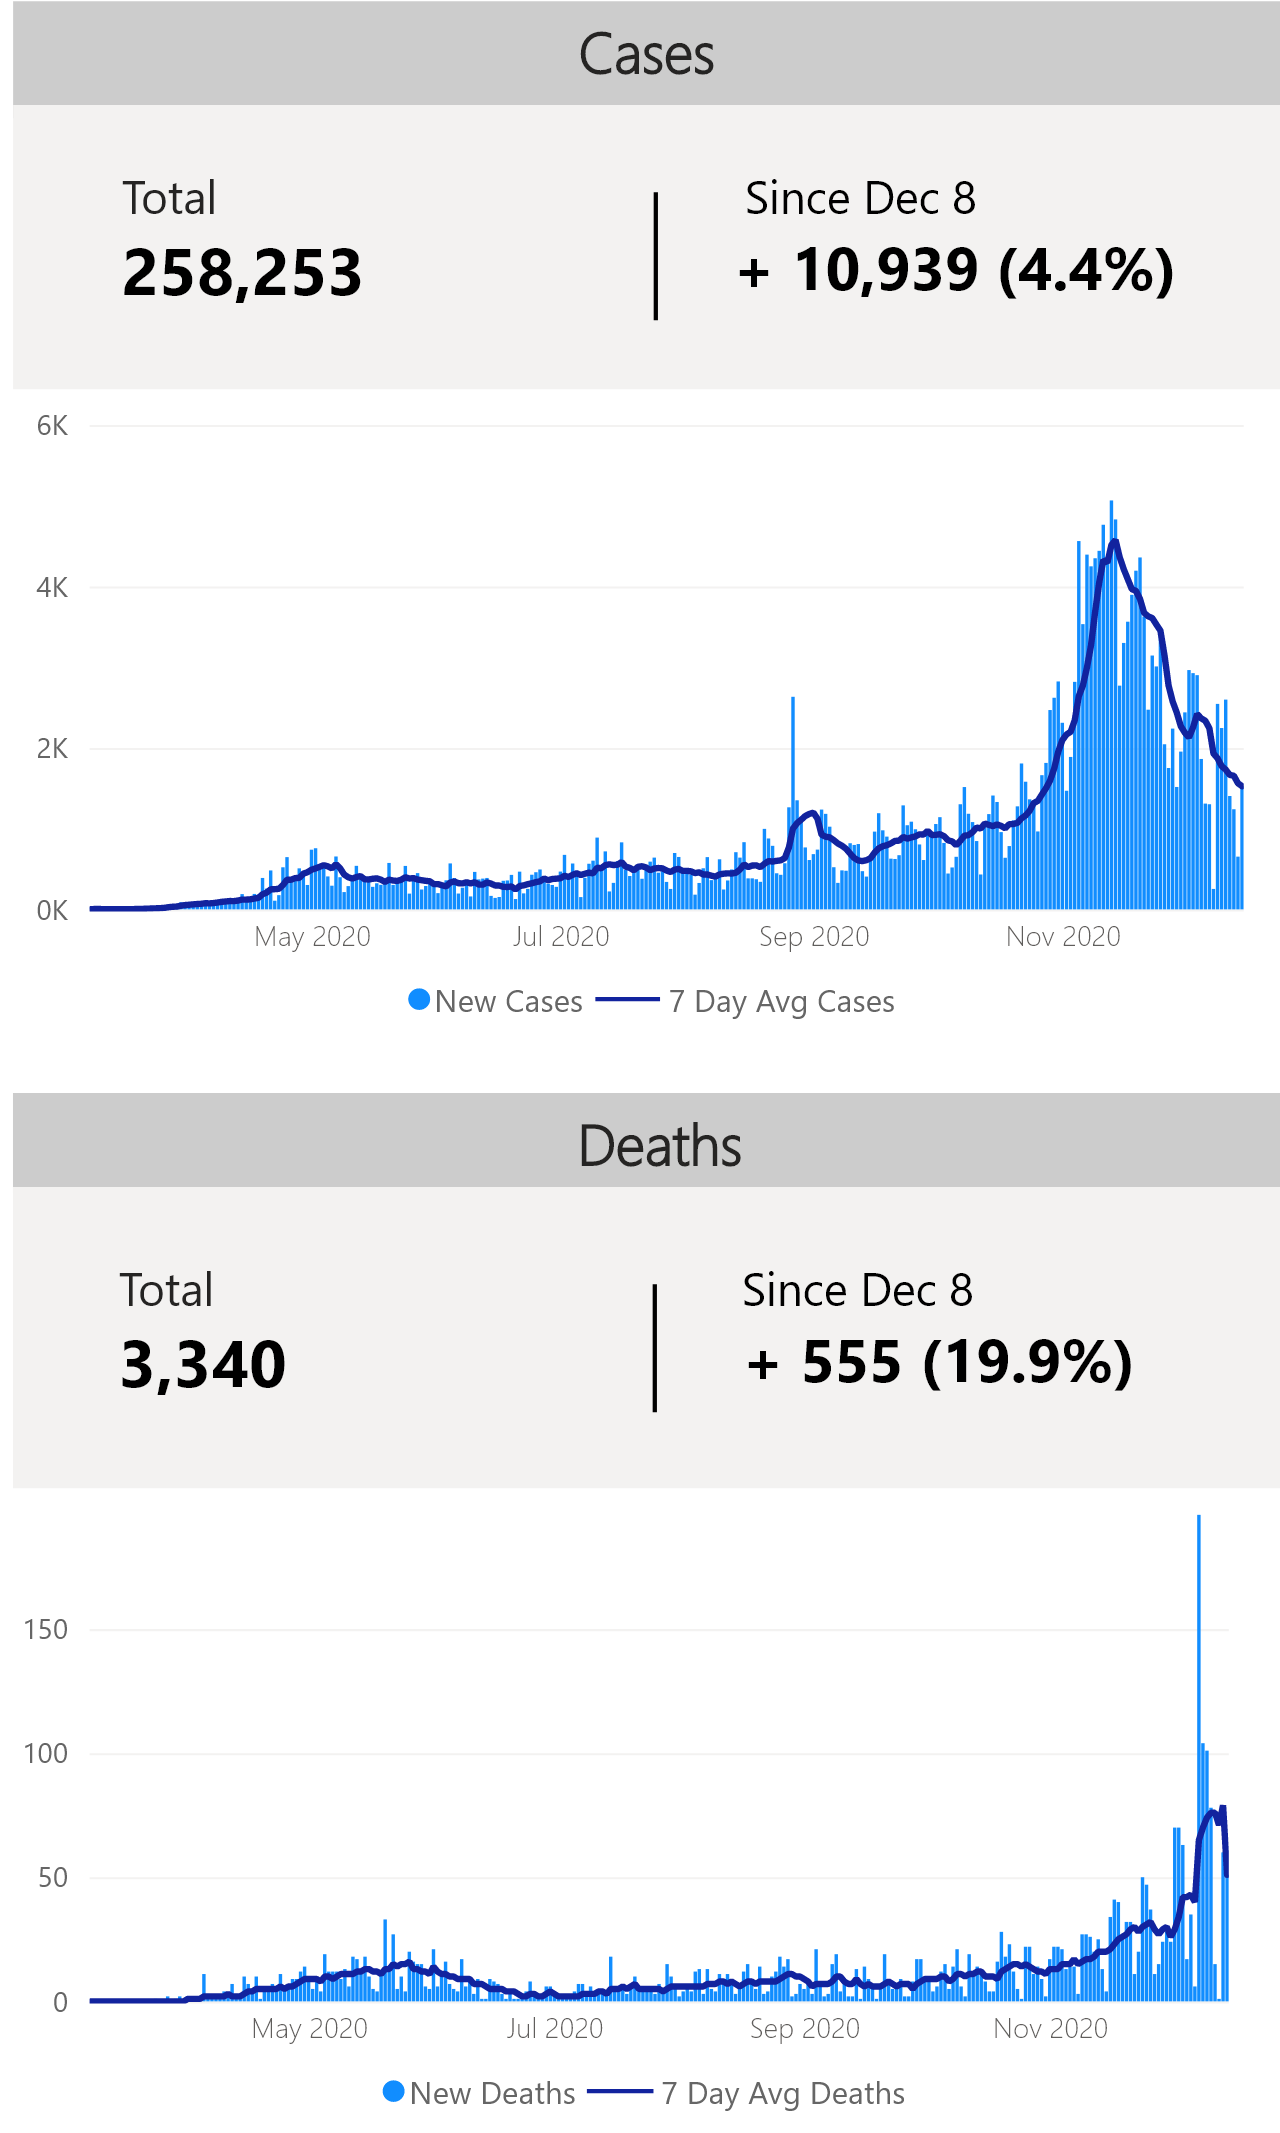 Cases
Total
258,253
Since Dec 8
+ 10,939 (4.4%)
6K
4K
2K
0K
May 2020 Jul 2020 Sep 2020 Nov 2020
New Cases 7 Day Avg Cases
Deaths
Total
3,340
Since Dec 8
+ 555 (19.9%)
150
100
50
0
May 2020 Jul 2020 Sep 2020 Nov 2020
New Deaths 7 Day Avg Deaths